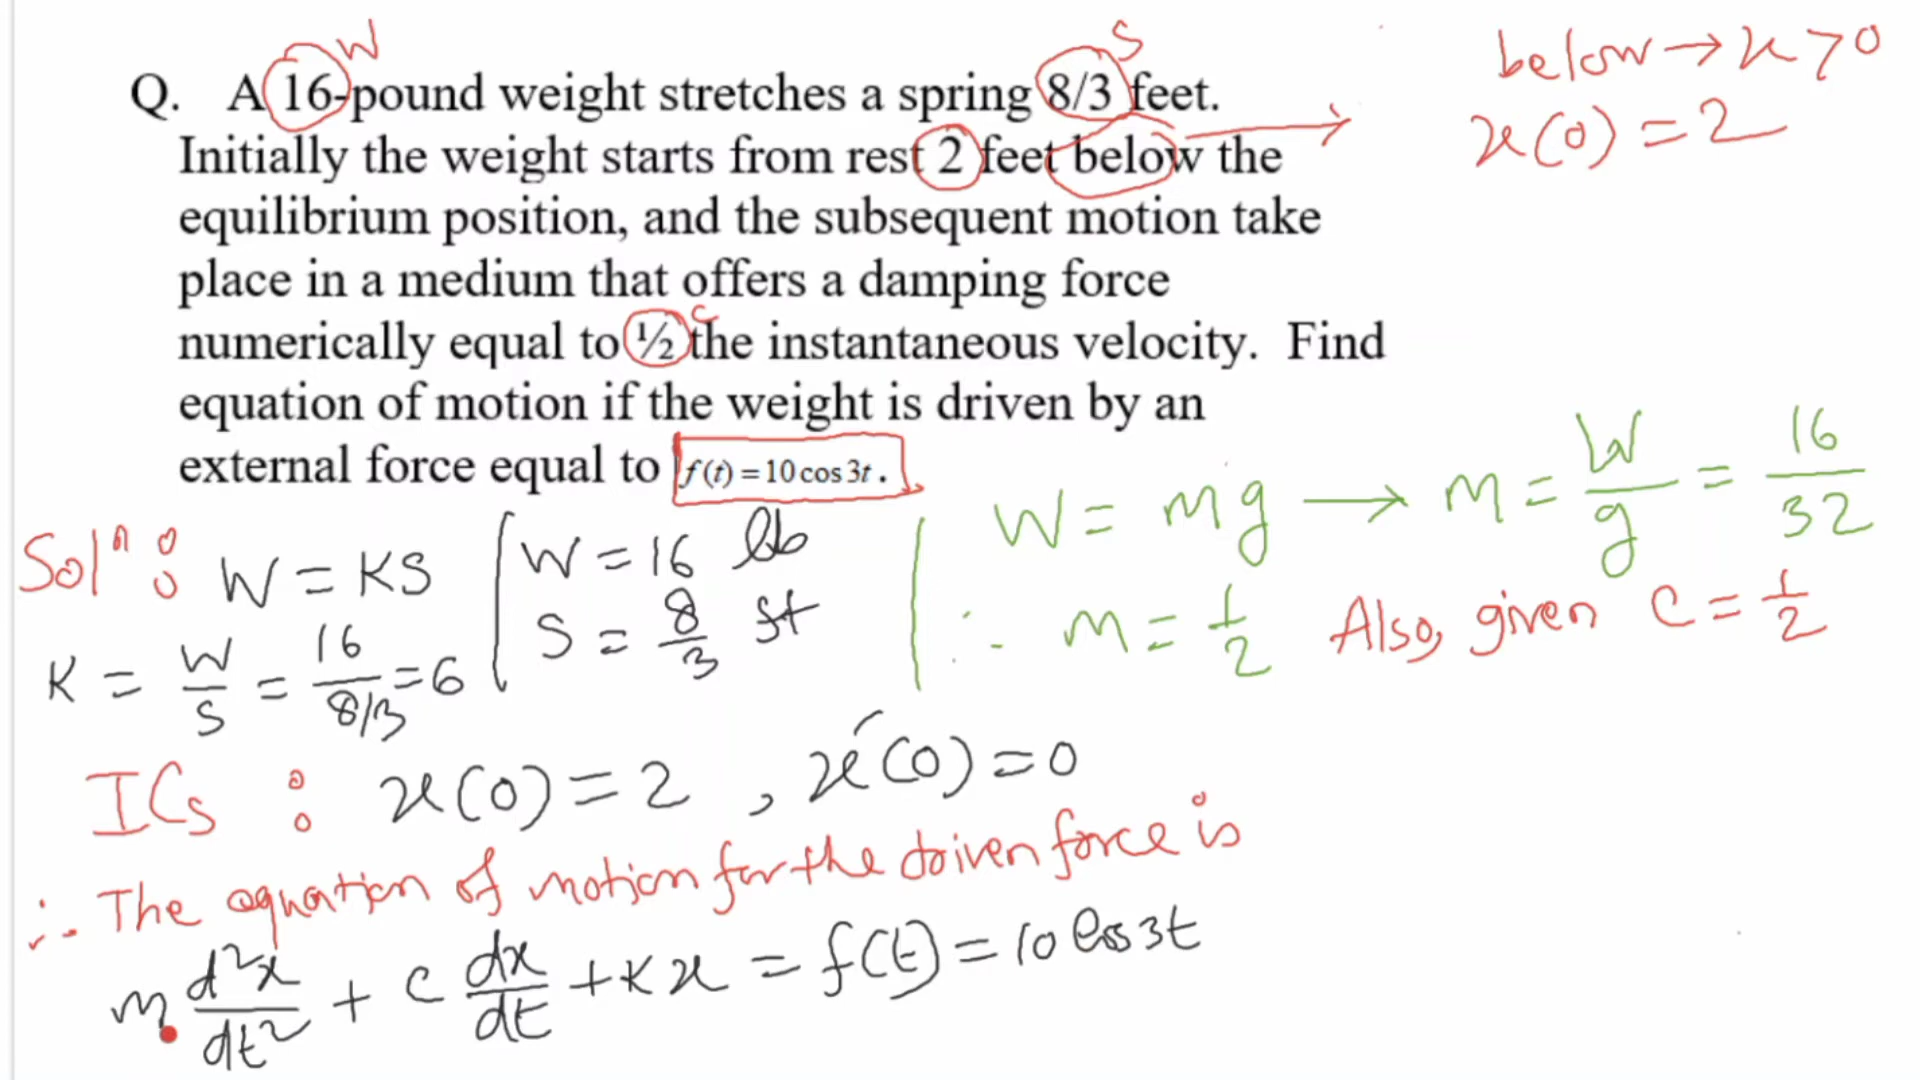 W
S
below → x > 0
Q. A 16-pound weight stretches a spring 8/3 feet.
x(0) = 2
Initially the weight starts from rest 2 feet below the
equilibrium position, and the subsequent motion take
place in a medium that offers a damping force
c
numerically equal to ½ the instantaneous velocity. Find
equation of motion if the weight is driven by an
external force equal to f(t) = 10 cos 3t .
Solⁿ : W = KS
W = 16 lb
S = 8/3 ft
K = W/S = 16/8/3 = 6
W = mg → m = W/g = 16/32
∴ m = 1/2 Also, given C = 1/2
ICs : x(0) = 2 , x′(0) = 0
∴ The equation of motion for the driven force is
m d²x/dt² + c dx/dt + Kx = f(t) = 10 Cos 3t